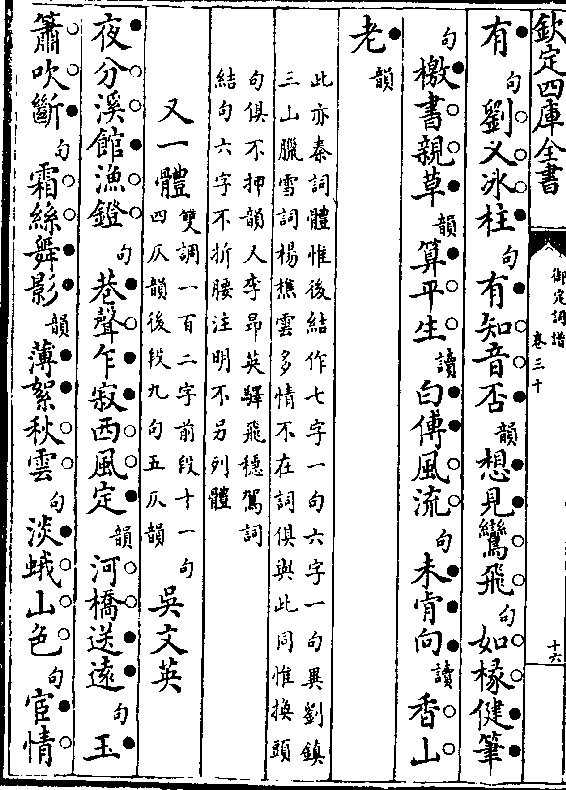 欽定四庫全書
御定詞譜
卷三十
十六
有句劉义冰柱句有知音否韻想見鸞飛句如椽健筆
句檄書親草韻算平生讀白傅風流句未肯向讀香山
老韻
此亦秦詞體惟後結作七字一句六字一句異劉鎮
三山臘雪詞楊樵雲多情不在詞俱與此同惟換頭
句俱不押韻又李昂英驛飛穩駕詞
結句六字不折腰注明不另列體
又一體雙調一百二字前段十一句
四仄韻後段九句五仄韻吳文英
夜分溪館漁鐙句巷聲乍寂西風定韻河橋送遠句玉
簫吹斷句霜絲舞影韻薄絮秋雲句淡蛾山色句宦情